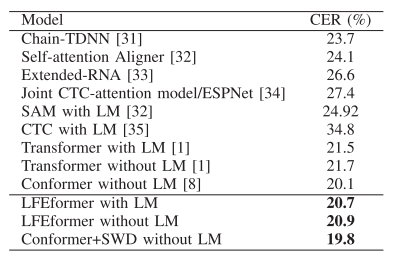 Model CER (%)
Chain-TDNN [31] 23.7
Self-attention Aligner [32] 24.1
Extended-RNA [33] 26.6
Joint CTC-attention model/ESPNet [34] 27.4
SAM with LM [32] 24.92
CTC with LM [35] 34.8
Transformer with LM [1] 21.5
Transformer without LM [1] 21.7
Conformer without LM [8] 20.1
LFEformer with LM 20.7
LFEformer without LM 20.9
Conformer+SWD without LM 19.8